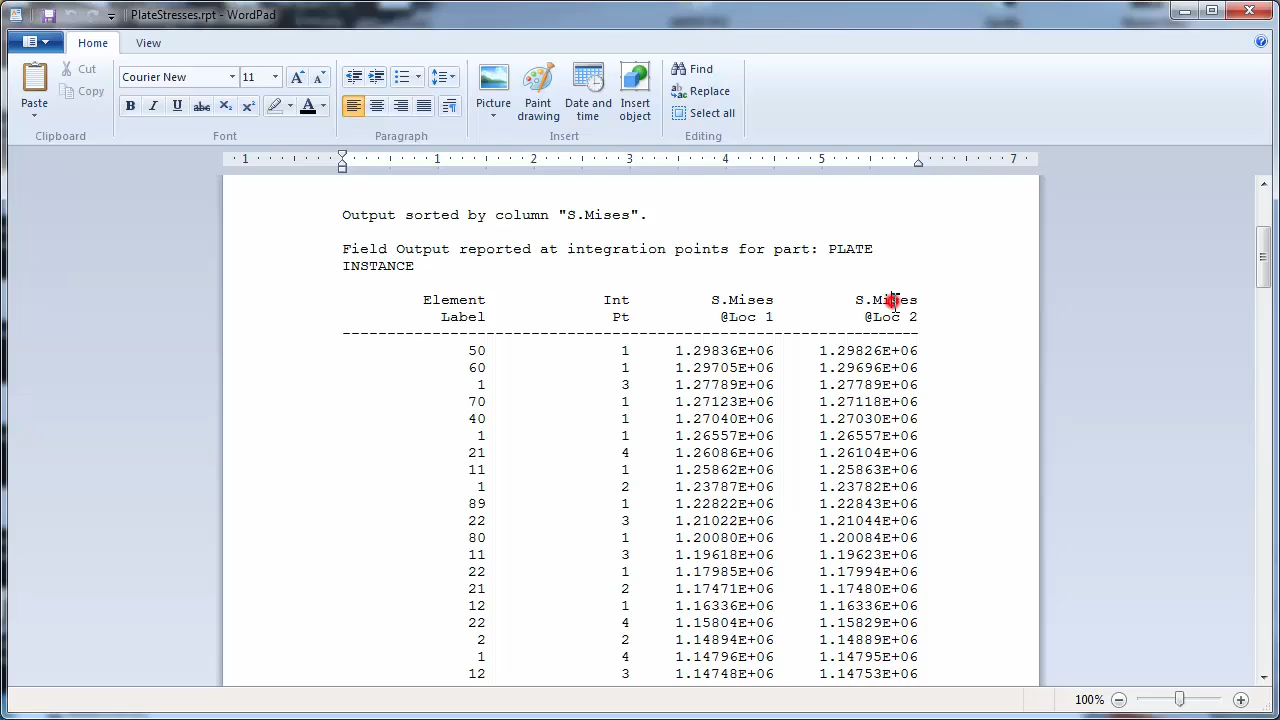 PlateStresses.rpt - WordPad
Home View
Paste Cut Copy
Courier New 11
B I U abc X₂ X² A
Picture Paint drawing Date and time Insert object
Find
Replace
Select all
Clipboard Font Paragraph Insert Editing
1 1 2 3 4 5 7
Output sorted by column "S.Mises".
Field Output reported at integration points for part: PLATE
INSTANCE
Element Int S.Mises S.Mises
Label Pt @Loc 1 @Loc 2
---------------------------------------------------------------
50 1 1.29836E+06 1.29826E+06
60 1 1.29705E+06 1.29696E+06
1 3 1.27789E+06 1.27789E+06
70 1 1.27123E+06 1.27118E+06
40 1 1.27040E+06 1.27030E+06
1 1 1.26557E+06 1.26557E+06
21 4 1.26086E+06 1.26104E+06
11 1 1.25862E+06 1.25863E+06
1 2 1.23787E+06 1.23782E+06
89 1 1.22822E+06 1.22843E+06
22 3 1.21022E+06 1.21044E+06
80 1 1.20080E+06 1.20084E+06
11 3 1.19618E+06 1.19623E+06
22 1 1.17985E+06 1.17994E+06
21 2 1.17471E+06 1.17480E+06
12 1 1.16336E+06 1.16336E+06
22 4 1.15804E+06 1.15829E+06
2 2 1.14894E+06 1.14889E+06
1 4 1.14796E+06 1.14795E+06
12 3 1.14748E+06 1.14753E+06
100%